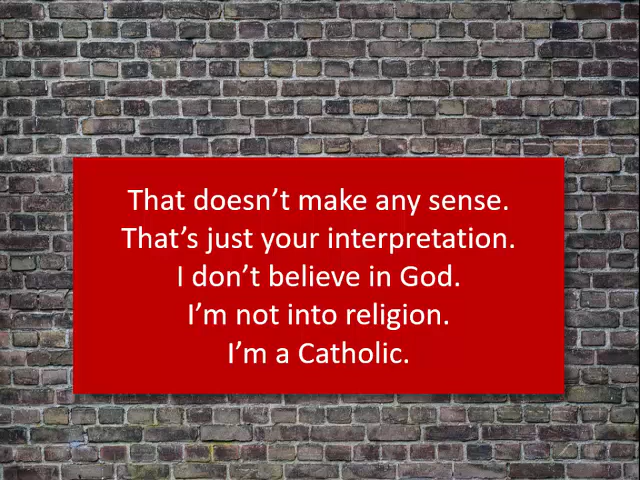 That doesn’t make any sense.
That’s just your interpretation.
I don’t believe in God.
I’m not into religion.
I’m a Catholic.